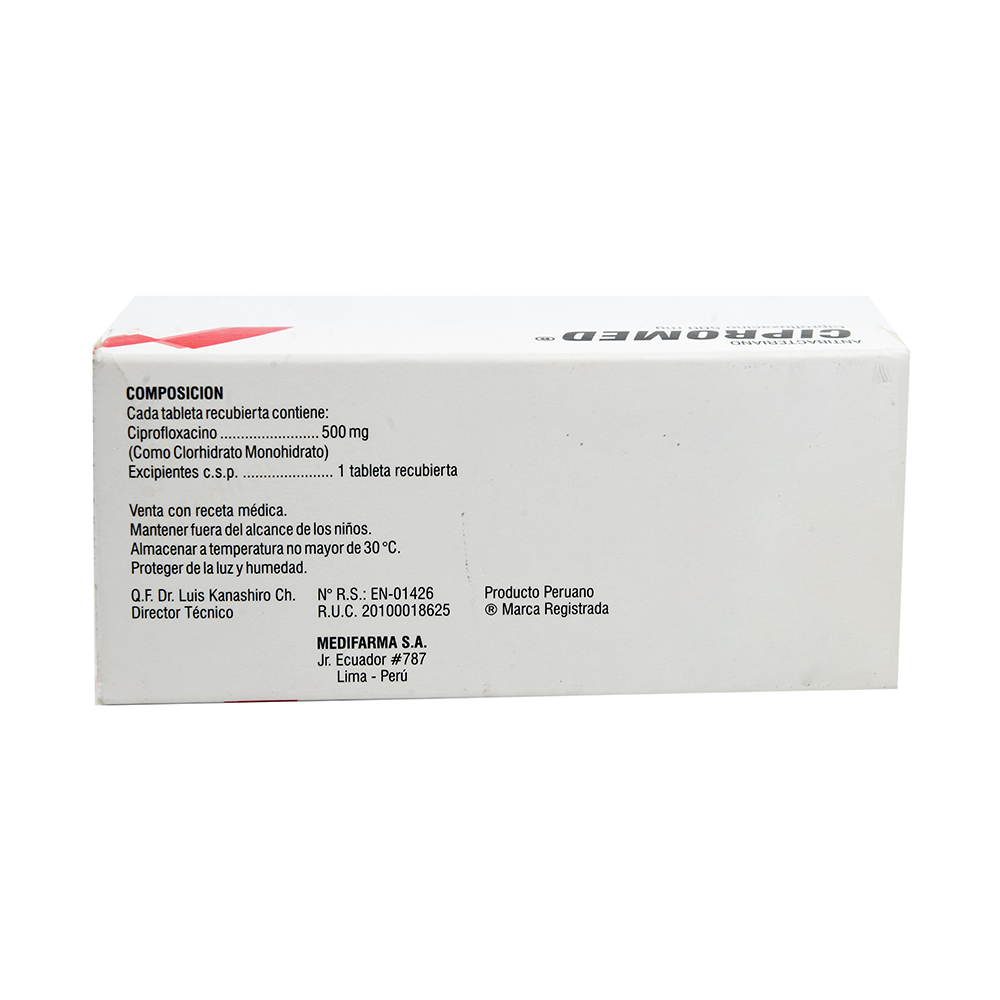 ANTIBACTERIANO
CIPROMED ®
Ciprofloxacino 500 mg
COMPOSICION
Cada tableta recubierta contiene:
Ciprofloxacino ........................ 500 mg
(Como Clorhidrato Monohidrato)
Excipientes c.s.p. ...................... 1 tableta recubierta
Venta con receta médica.
Mantener fuera del alcance de los niños.
Almacenar a temperatura no mayor de 30 °C.
Proteger de la luz y humedad.
Q.F. Dr. Luis Kanashiro Ch.
Director Técnico
N° R.S.: EN-01426
R.U.C. 20100018625
Producto Peruano
® Marca Registrada
MEDIFARMA S.A.
Jr. Ecuador #787
Lima - Perú